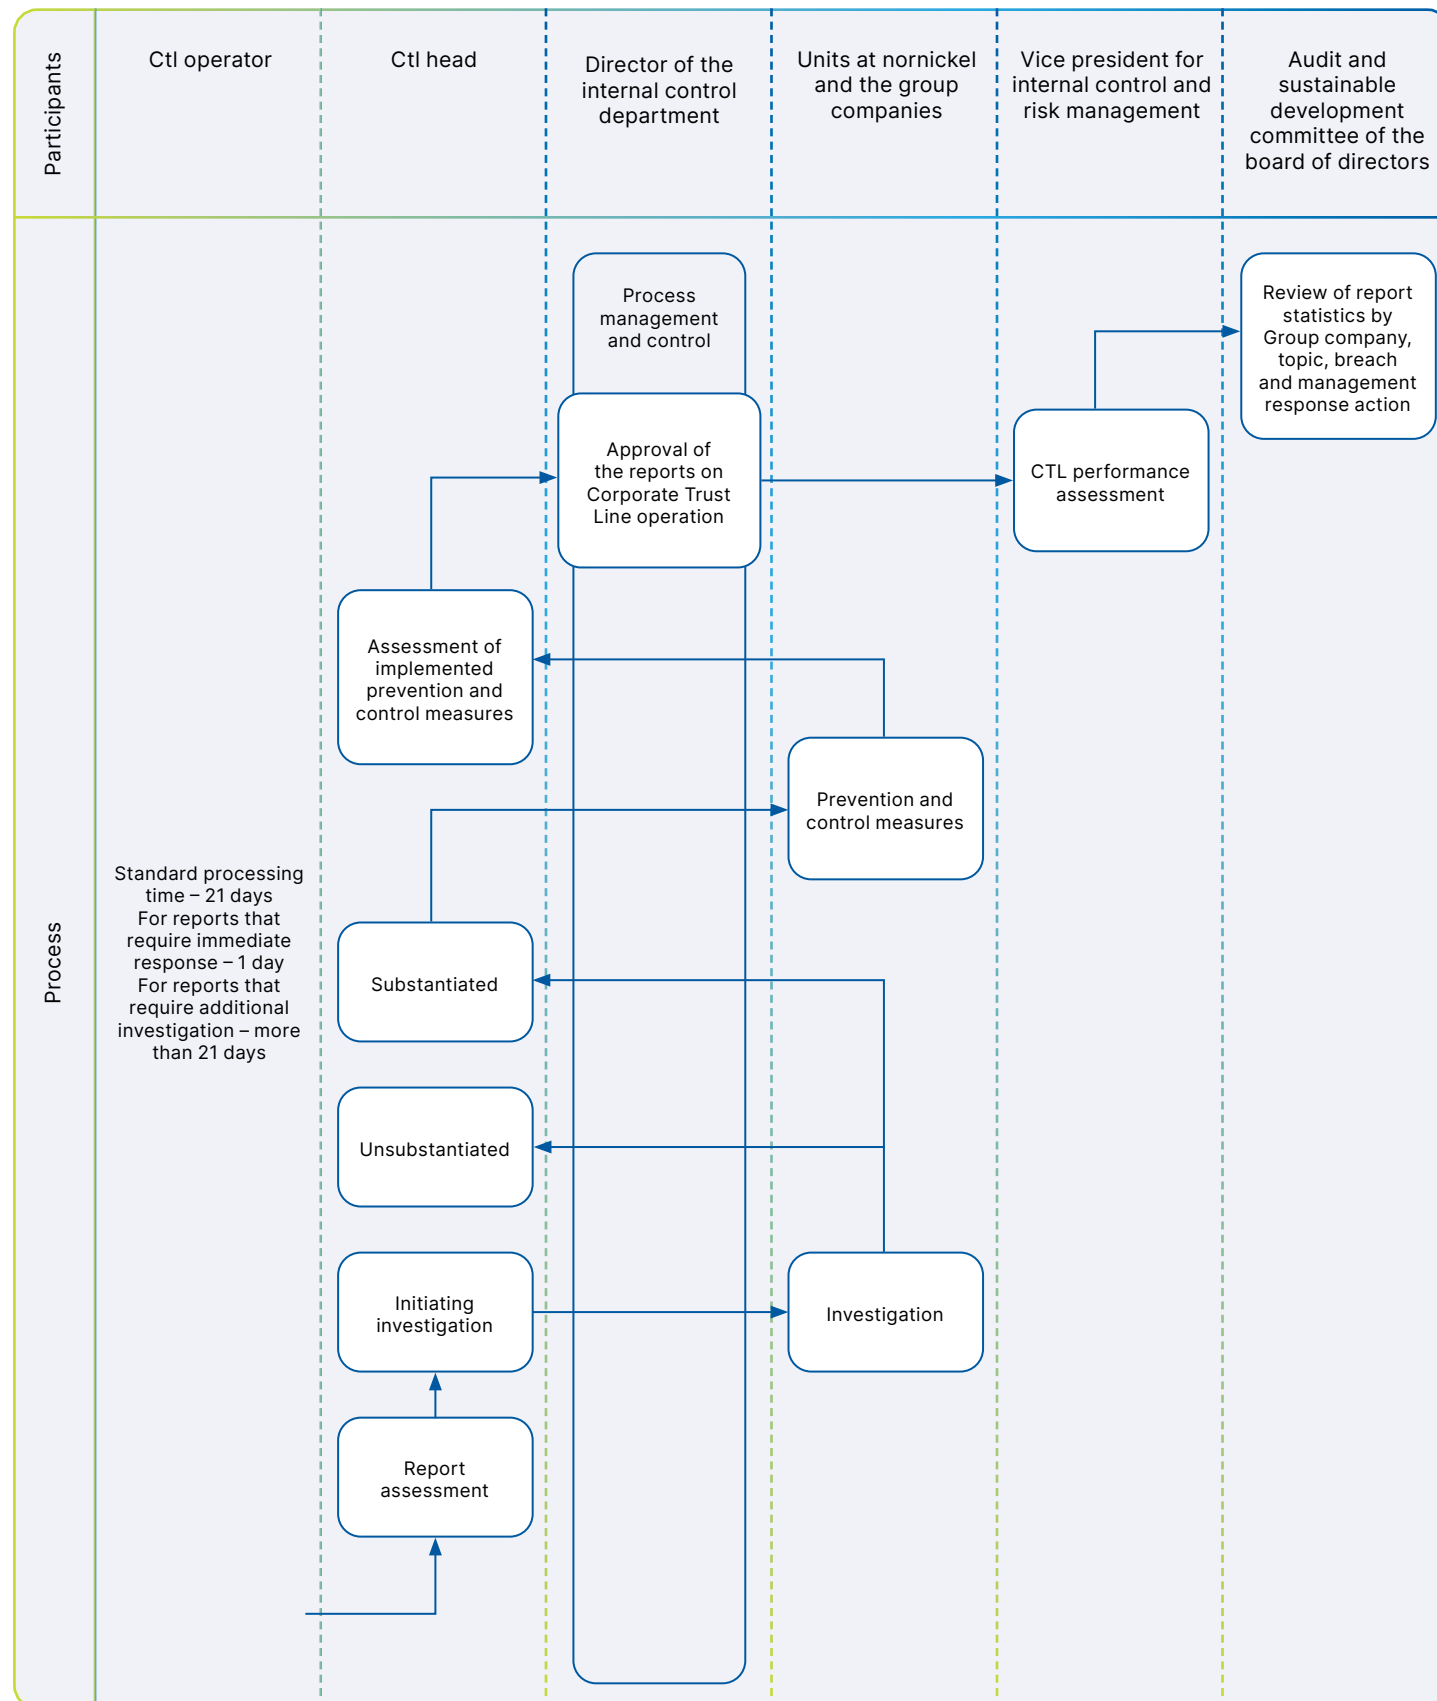 Participants
Ctl operator
Ctl head
Director of the
internal control
department
Units at nornickel
and the group
companies
Vice president for
internal control and
risk management
Audit and
sustainable
development
committee of the
board of directors
Process
Standard processing
time – 21 days
For reports that
require immediate
response – 1 day
For reports that
require additional
investigation – more
than 21 days
Process
management
and control
Review of report
statistics by
Group company,
topic, breach
and management
response action
Approval of
the reports on
Corporate Trust
Line operation
CTL performance
assessment
Assessment of
implemented
prevention and
control measures
Prevention and
control measures
Substantiated
Unsubstantiated
Initiating
investigation
Investigation
Report
assessment